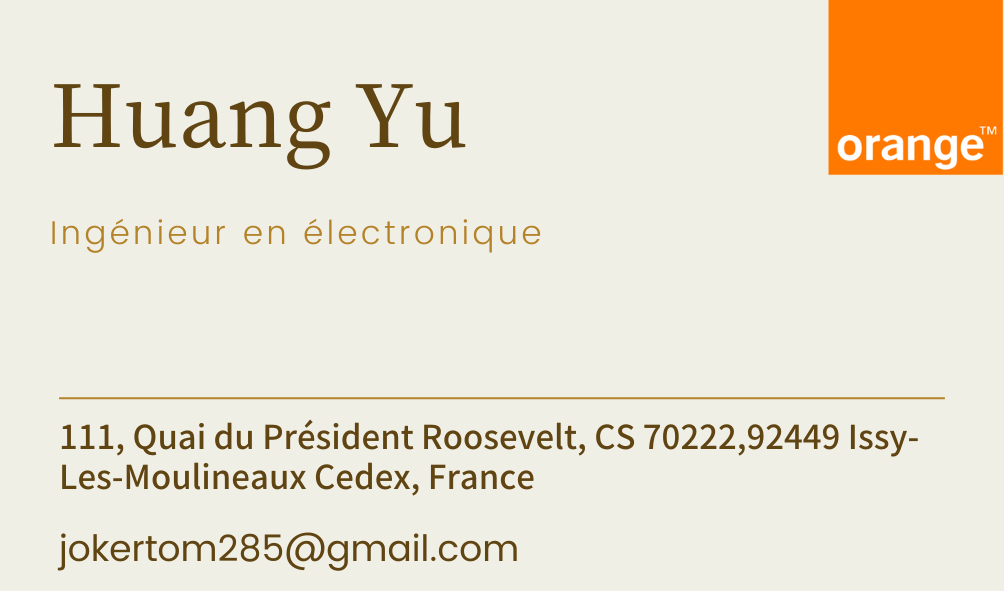 Huang Yu
orange™
Ingénieur en électronique
111, Quai du Président Roosevelt, CS 70222,92449 Issy-
Les-Moulineaux Cedex, France
jokertom285@gmail.com